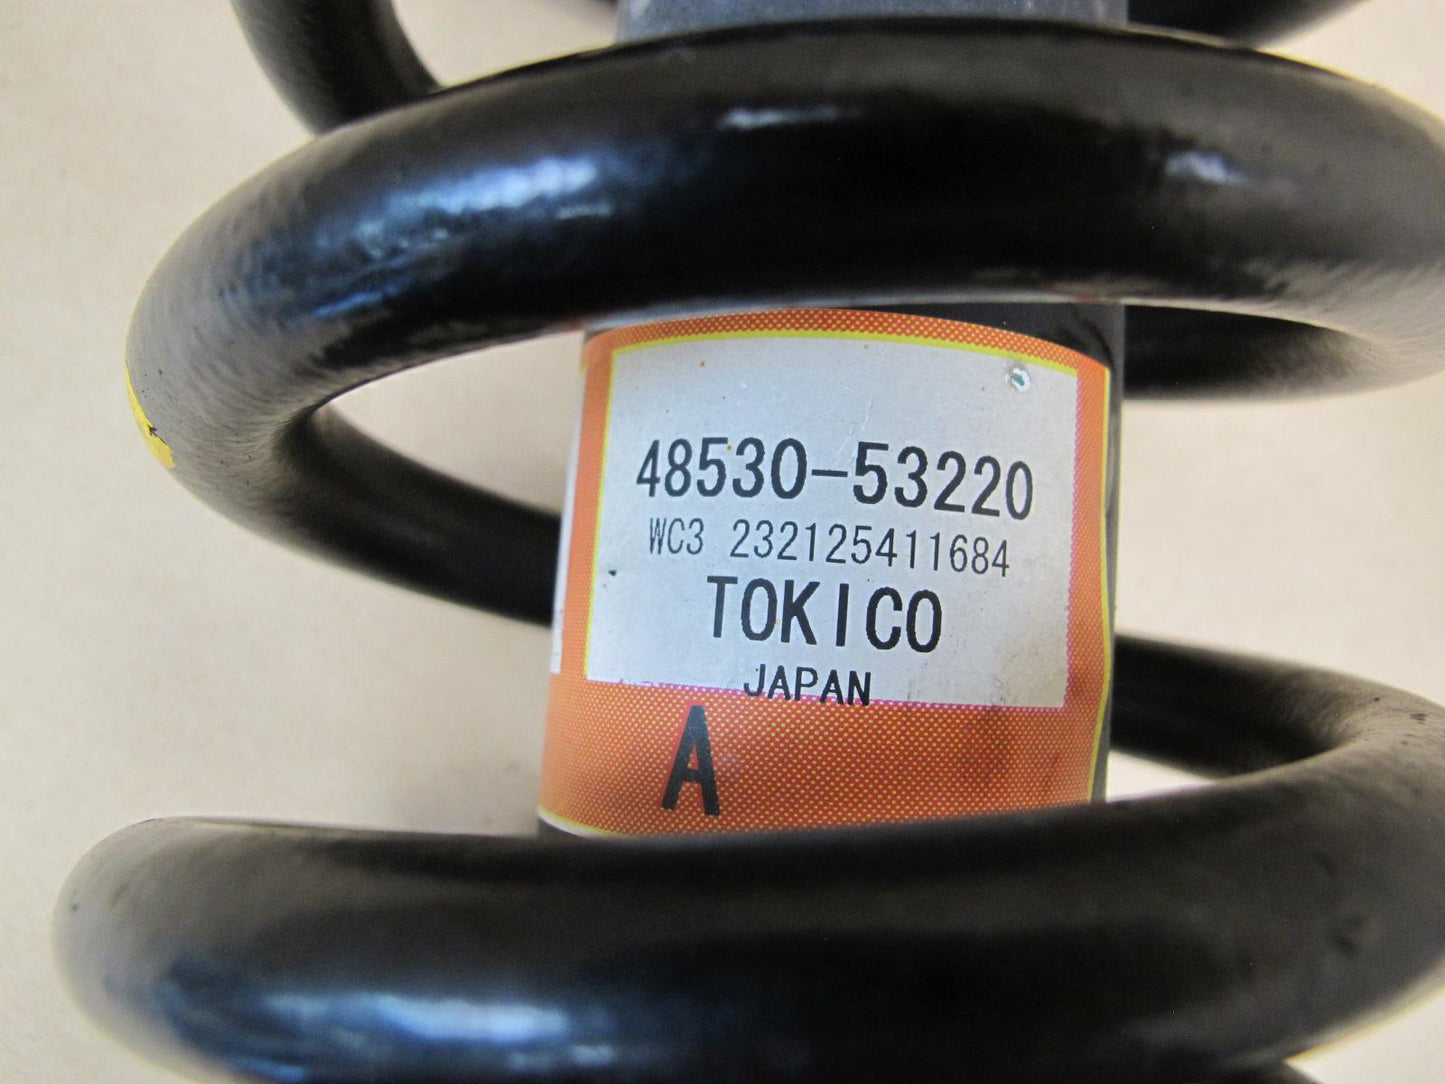 48530-53220
WC3 232125411684
TOKICO
JAPAN
A